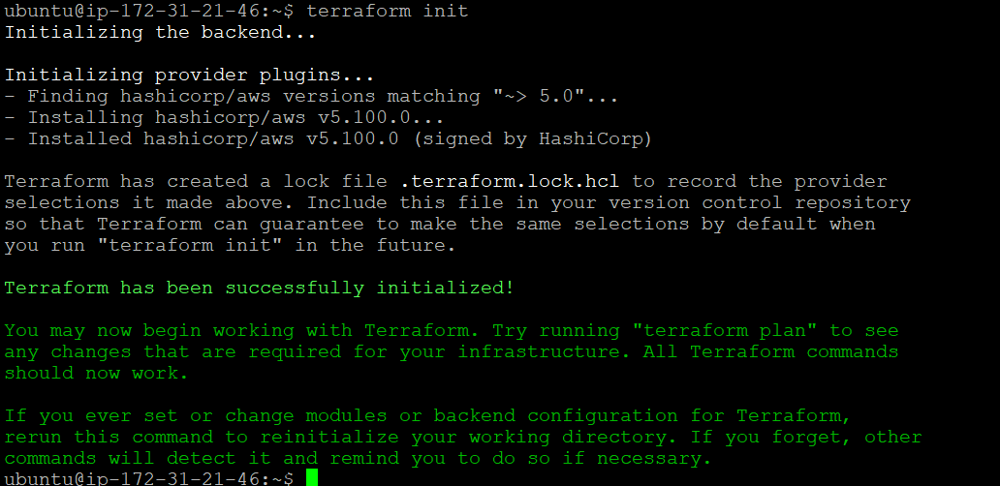 ubuntu@ip-172-31-21-46:~$ terraform init
Initializing the backend...
Initializing provider plugins...
- Finding hashicorp/aws versions matching "~> 5.0"...
- Installing hashicorp/aws v5.100.0...
- Installed hashicorp/aws v5.100.0 (signed by HashiCorp)
Terraform has created a lock file .terraform.lock.hcl to record the provider
selections it made above. Include this file in your version control repository
so that Terraform can guarantee to make the same selections by default when
you run "terraform init" in the future.
Terraform has been successfully initialized!
You may now begin working with Terraform. Try running "terraform plan" to see
any changes that are required for your infrastructure. All Terraform commands
should now work.
If you ever set or change modules or backend configuration for Terraform,
rerun this command to reinitialize your working directory. If you forget, other
commands will detect it and remind you to do so if necessary.
ubuntu@ip-172-31-21-46:~$